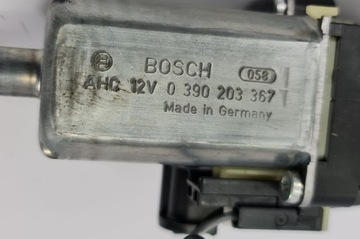 BOSCH 058
AHC 12V 0 390 203 367
Made in Germany